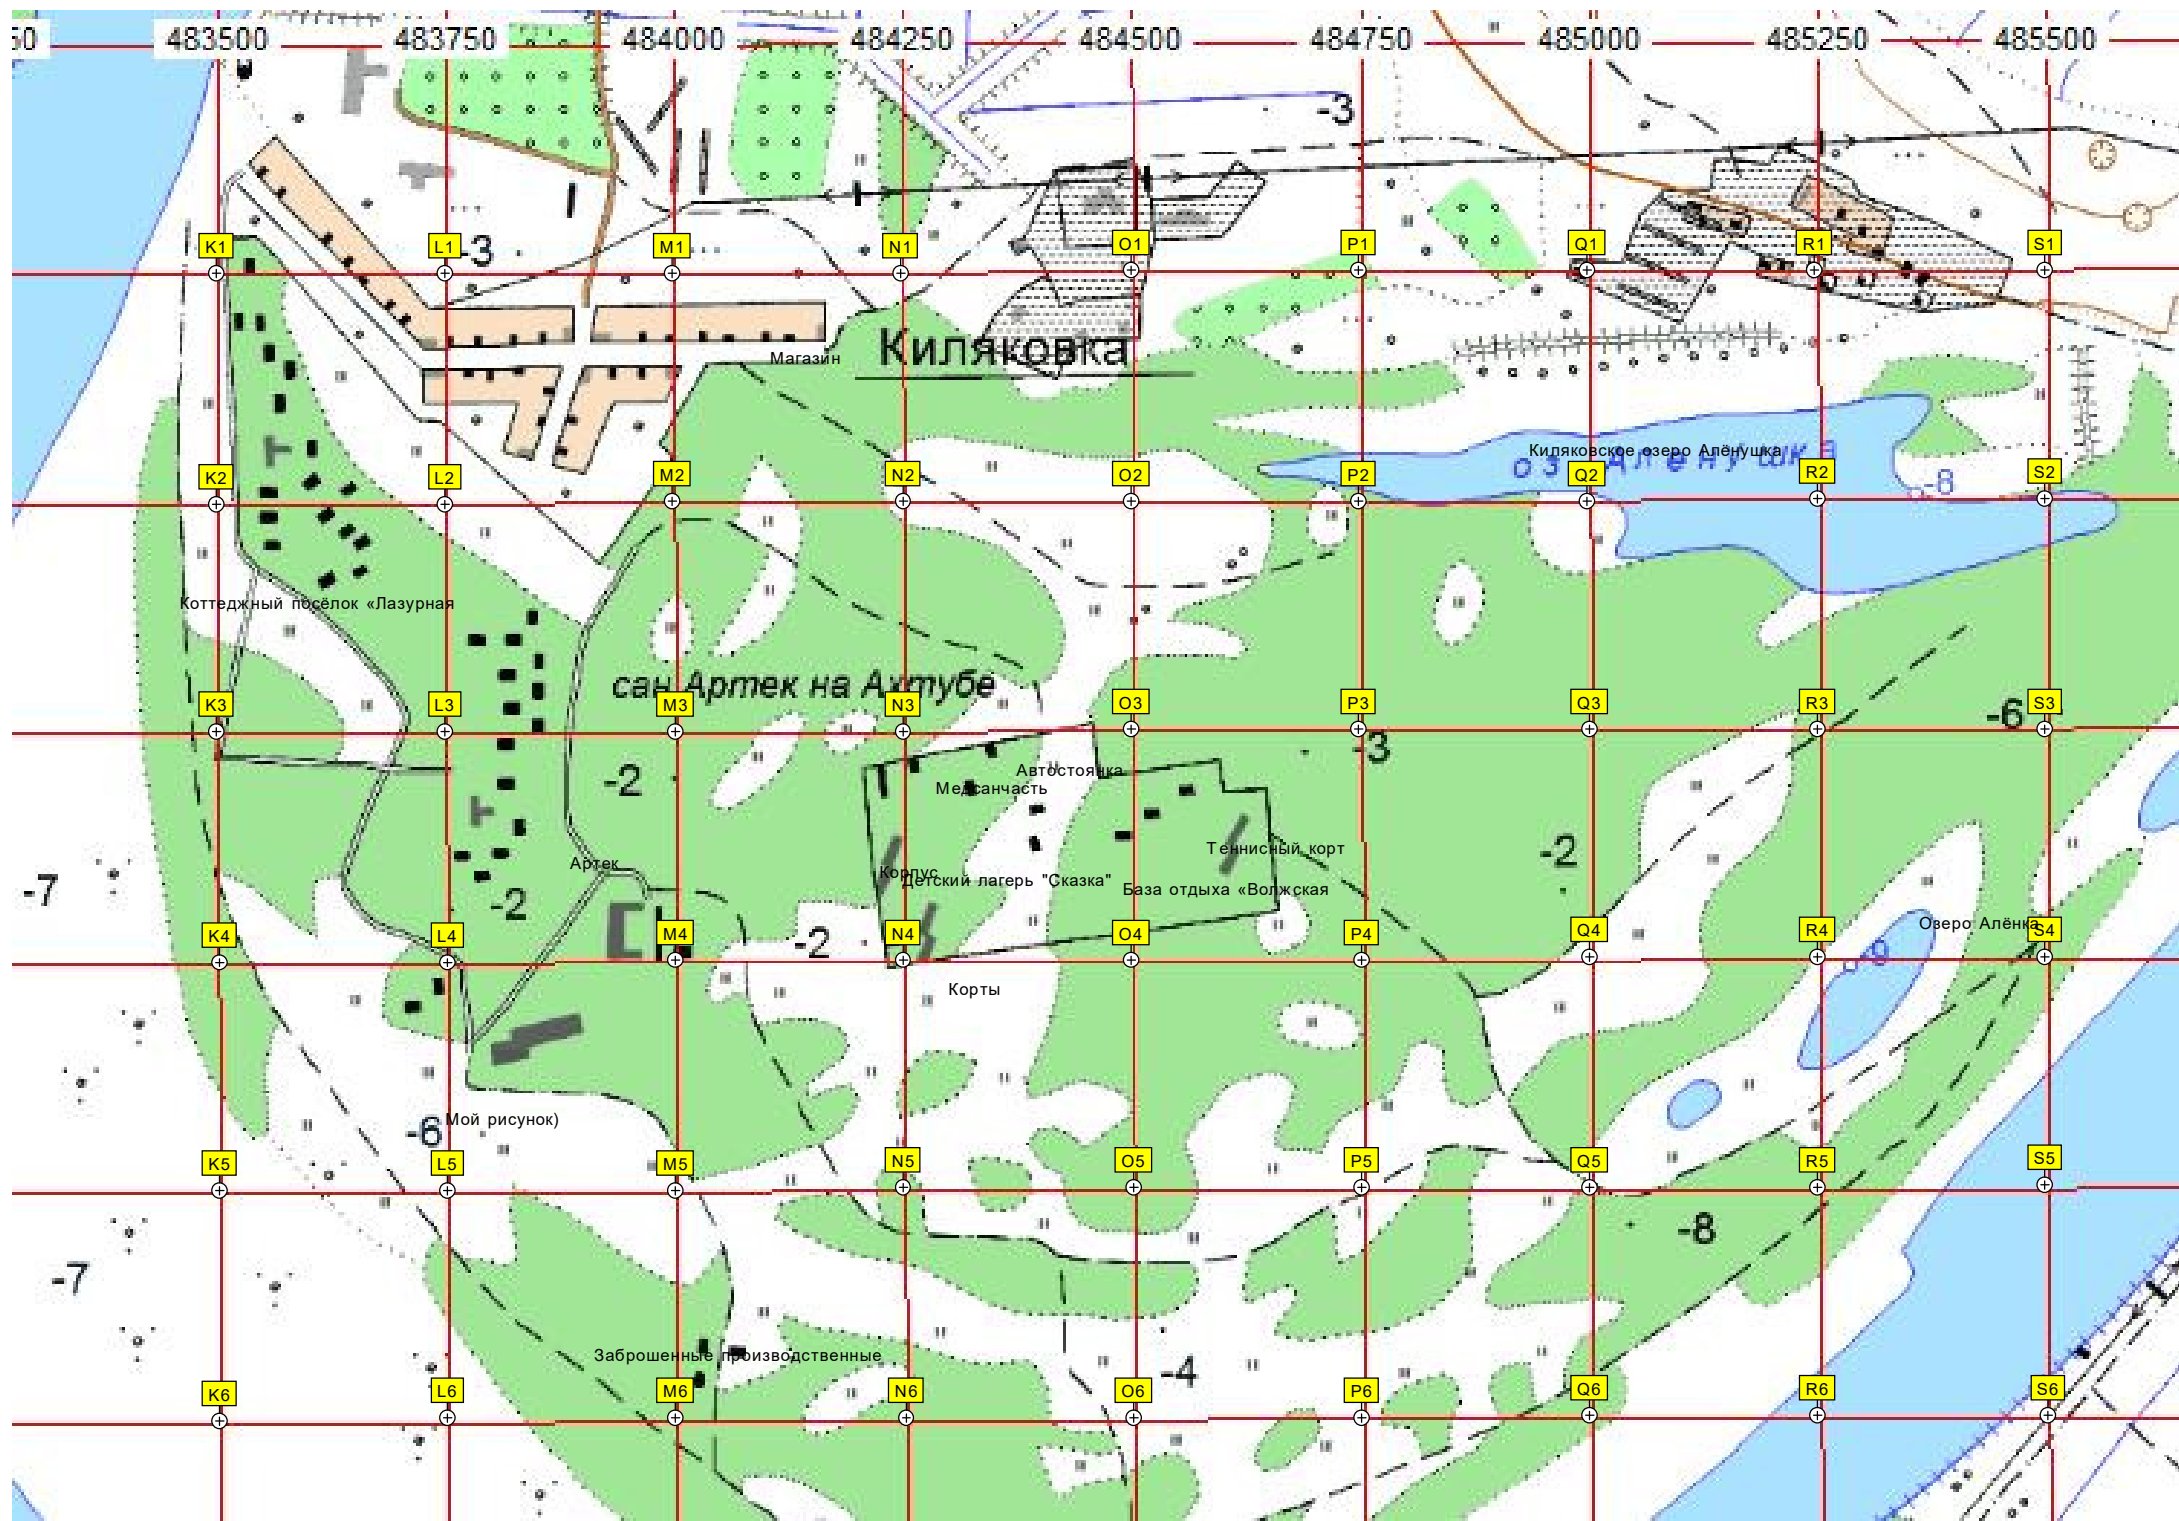 50 483500 483750 484000 484250 484500 484750 485000 485250 485500
-3
K1 L1 -3 M1 N1 O1 P1 Q1 R1 S1
Магазин Киляковка
Киляковское озеро Алёнушка
оз Алёнушка
K2 L2 M2 N2 O2 P2 Q2 R2 S2
-8
Коттеджный посёлок «Лазурная
сан Артек на Ахтубе
K3 L3 M3 N3 O3 P3 Q3 R3 -6 S3
-3
Автостоянка
-2 Медсанчасть
Теннисный корт -2
Артек
Корпус
Детский лагерь "Сказка" База отдыха «Волжская
-7 -2
Озеро Алёнка
K4 L4 M4 -2 N4 O4 P4 Q4 R4 S4
-9
Корты
Мой рисунок)
-6
K5 L5 M5 N5 O5 P5 Q5 R5 S5
-8
-7
Заброшенные производственные
-4
K6 L6 M6 N6 O6 P6 Q6 R6 S6